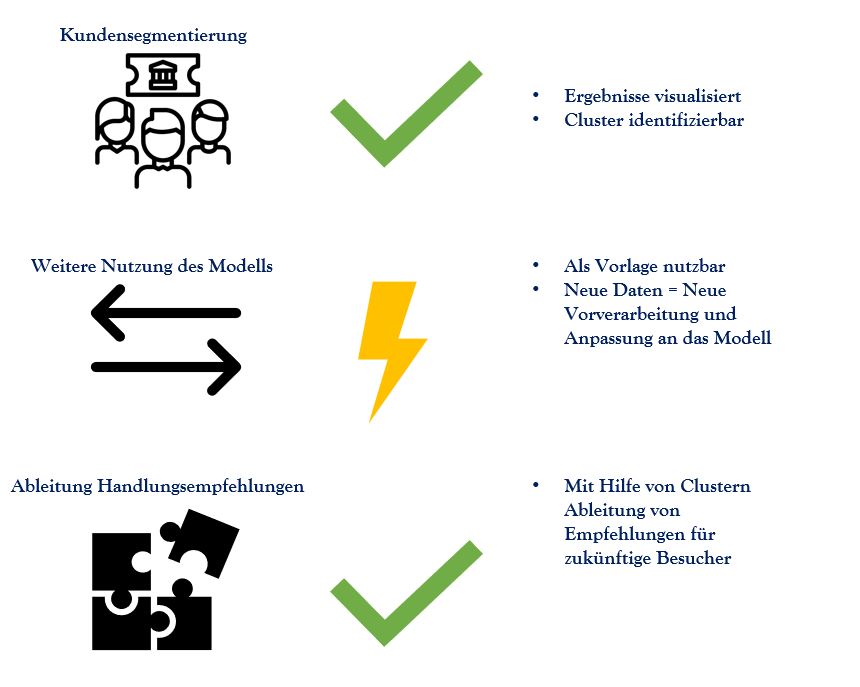 Kundensegmentierung
• Ergebnisse visualisiert
• Cluster identifizierbar
Weitere Nutzung des Modells
• Als Vorlage nutzbar
• Neue Daten = Neue
Vorverarbeitung und
Anpassung an das Modell
Ableitung Handlungsempfehlungen
• Mit Hilfe von Clustern
Ableitung von
Empfehlungen für
zukünftige Besucher